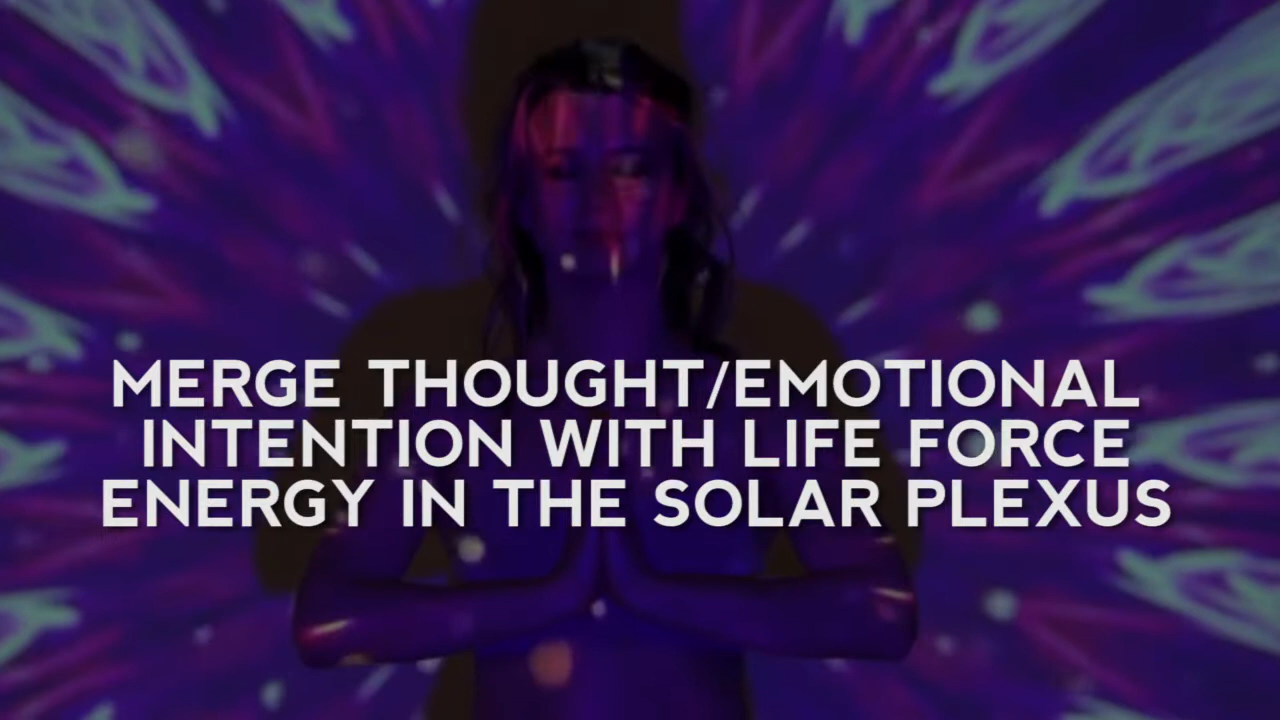 MERGE THOUGHT/EMOTIONAL
INTENTION WITH LIFE FORCE
ENERGY IN THE SOLAR PLEXUS